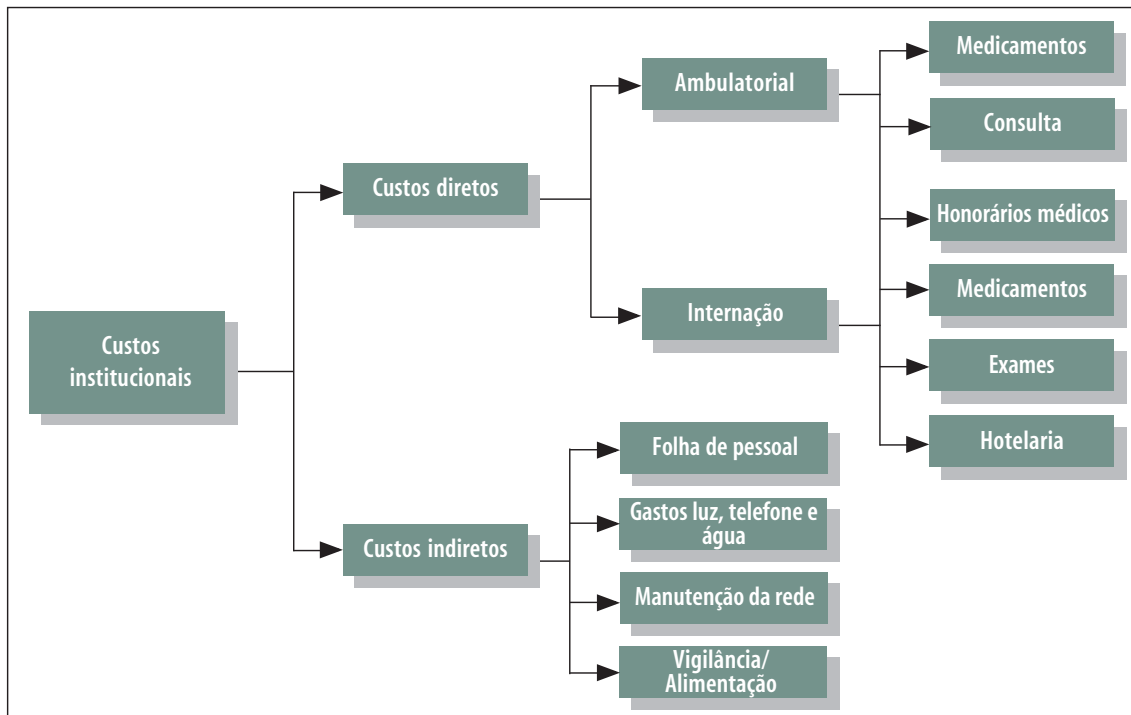 Custos
institucionais
Custos diretos
Ambulatorial
Medicamentos
Consulta
Honorários médicos
Internação
Medicamentos
Exames
Hotelaria
Custos indiretos
Folha de pessoal
Gastos luz, telefone e
água
Manutenção da rede
Vigilância/
Alimentação